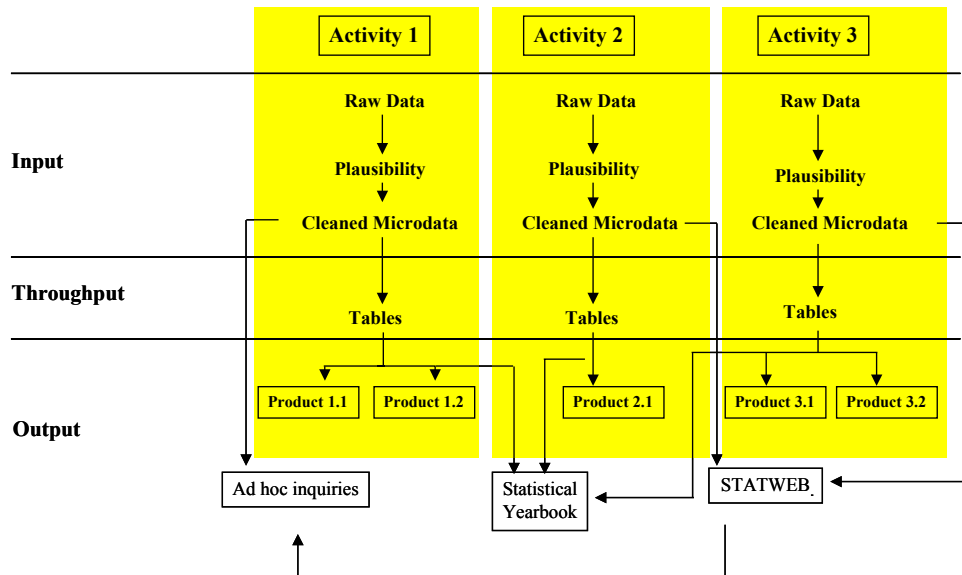 Activity 1
Activity 2
Activity 3
Input
Raw Data
Raw Data
Raw Data
Plausibility
Plausibility
Plausibility
Cleaned Microdata
Cleaned Microdata
Cleaned Microdata
Throughput
Tables
Tables
Tables
Output
Product 1.1
Product 1.2
Product 2.1
Product 3.1
Product 3.2
Ad hoc inquiries
Statistical
Yearbook
STATWEB.